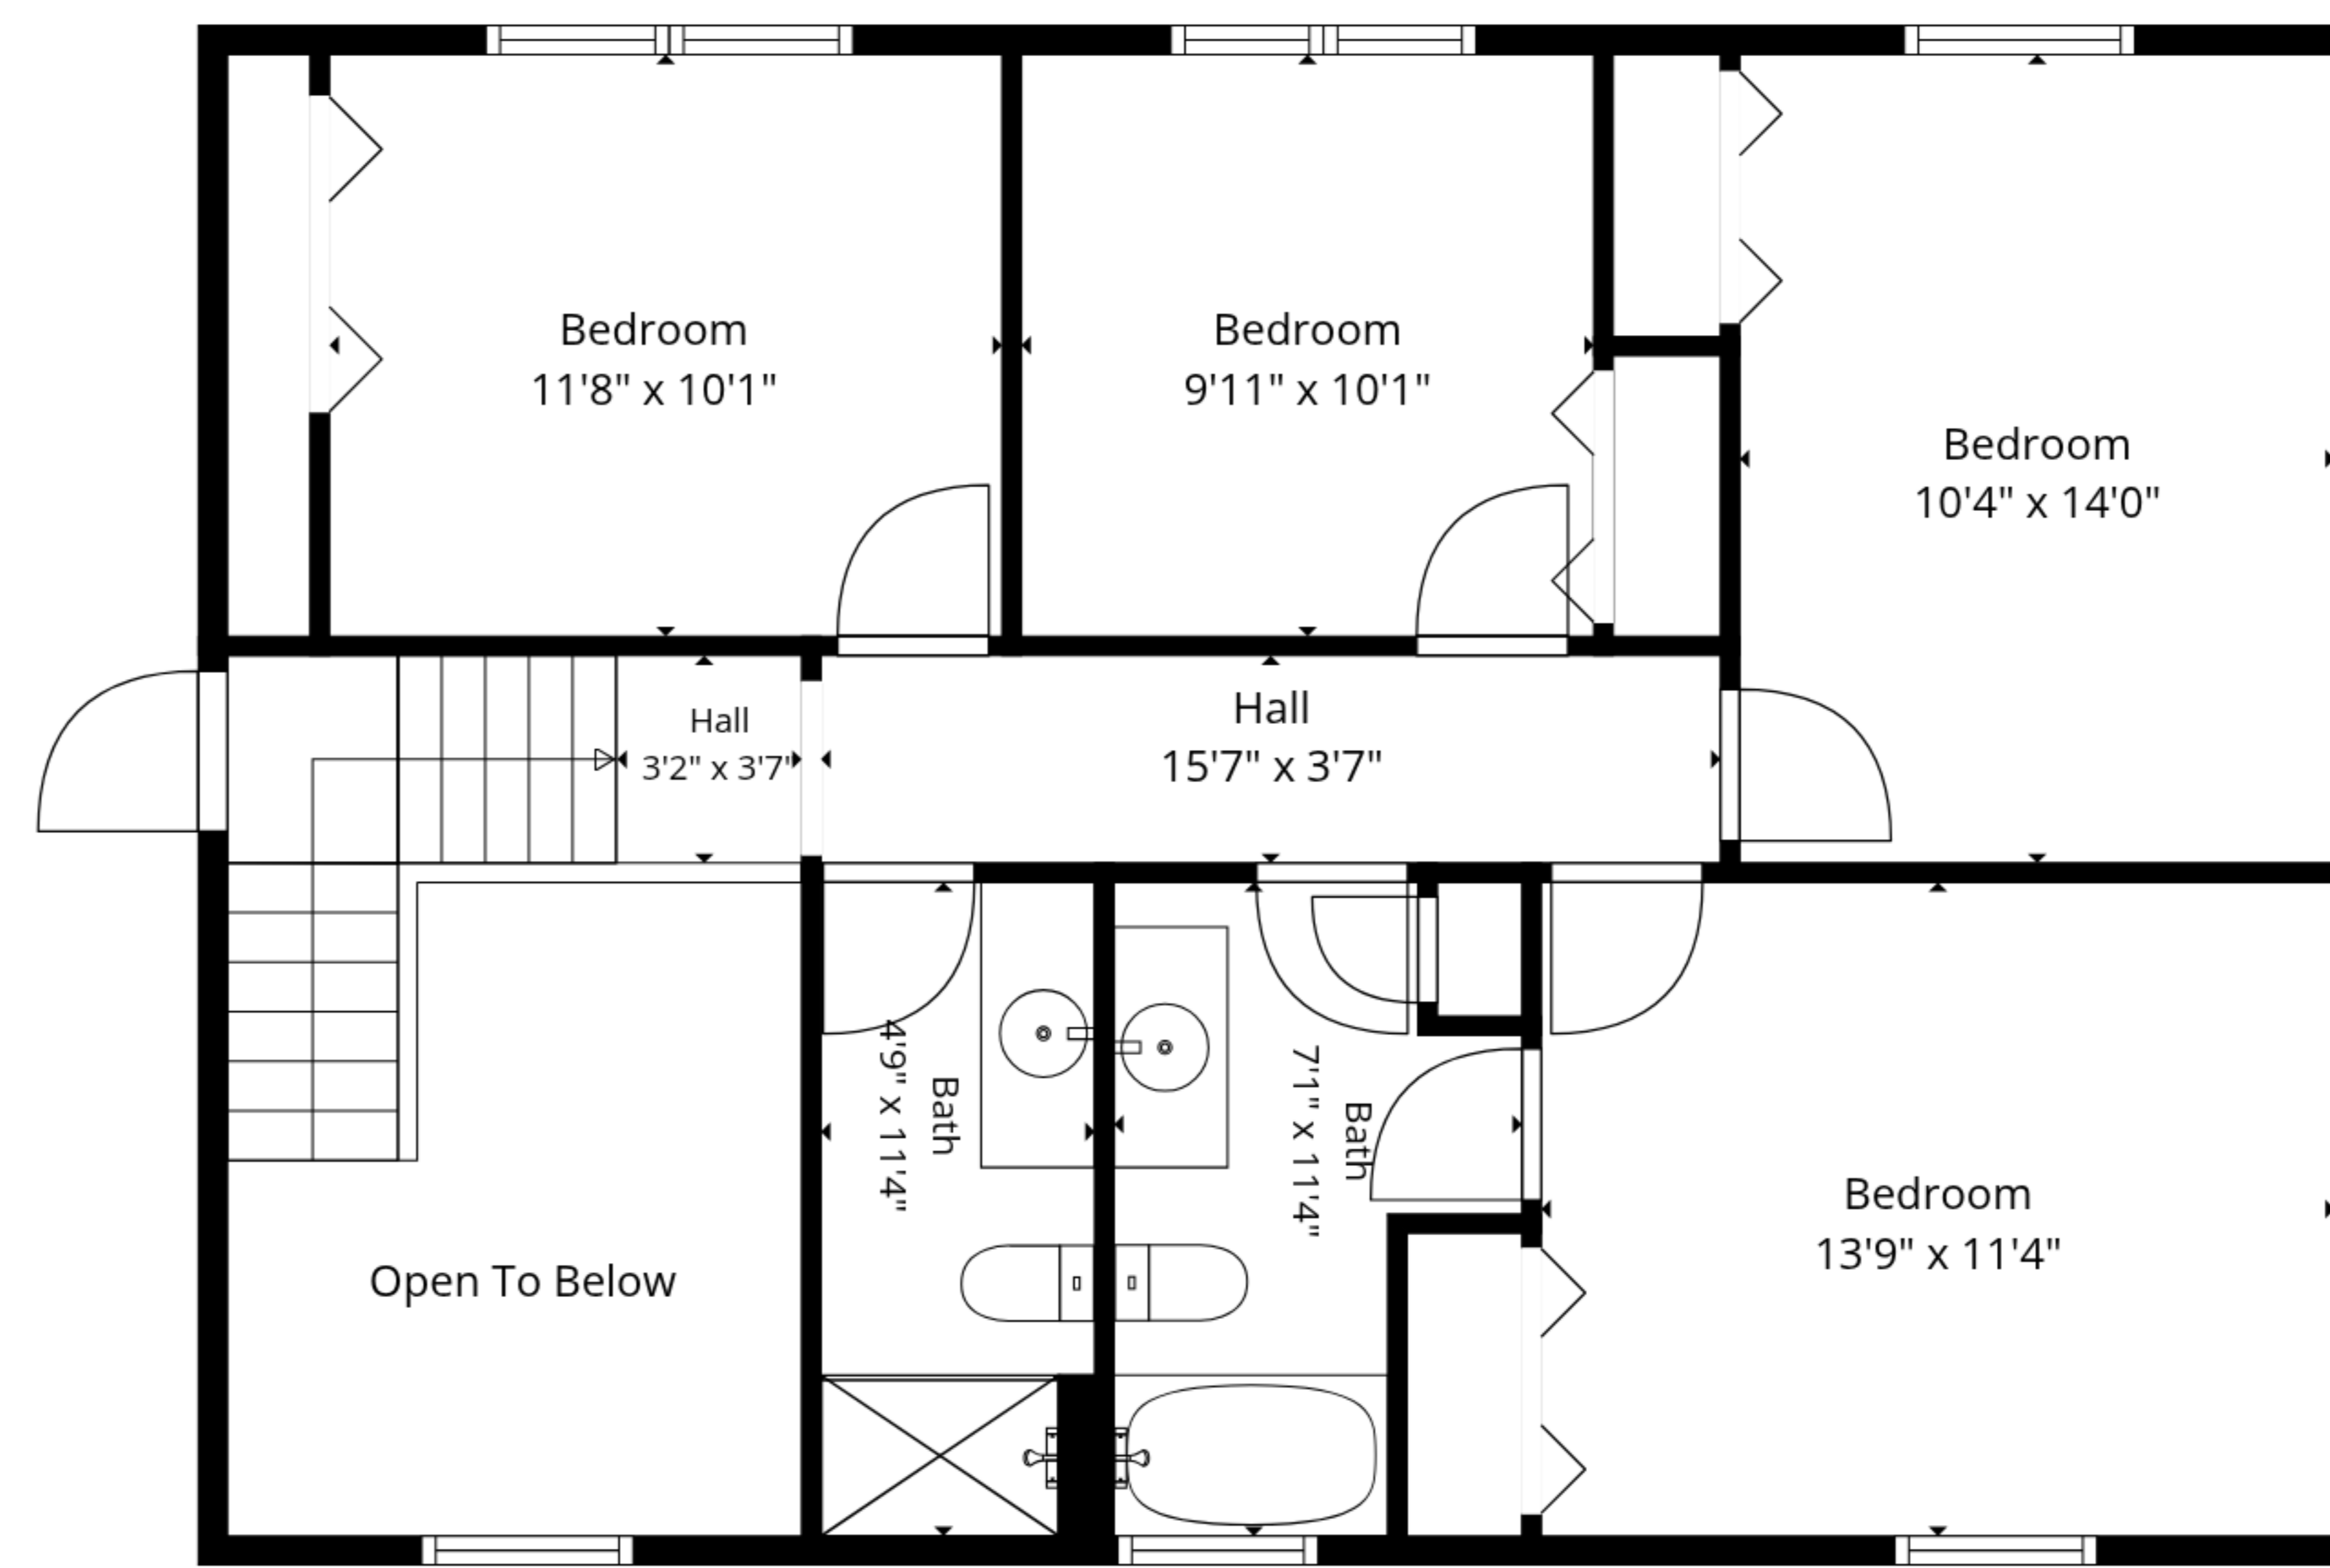 Bedroom
11'8" x 10'1"
Bedroom
9'11" x 10'1"
Bedroom
10'4" x 14'0"
Hall
3'2" x 3'7"
Hall
15'7" x 3'7"
Bath
4'9" x 11'4"
Bath
7'1" x 11'4"
Bedroom
13'9" x 11'4"
Open To Below